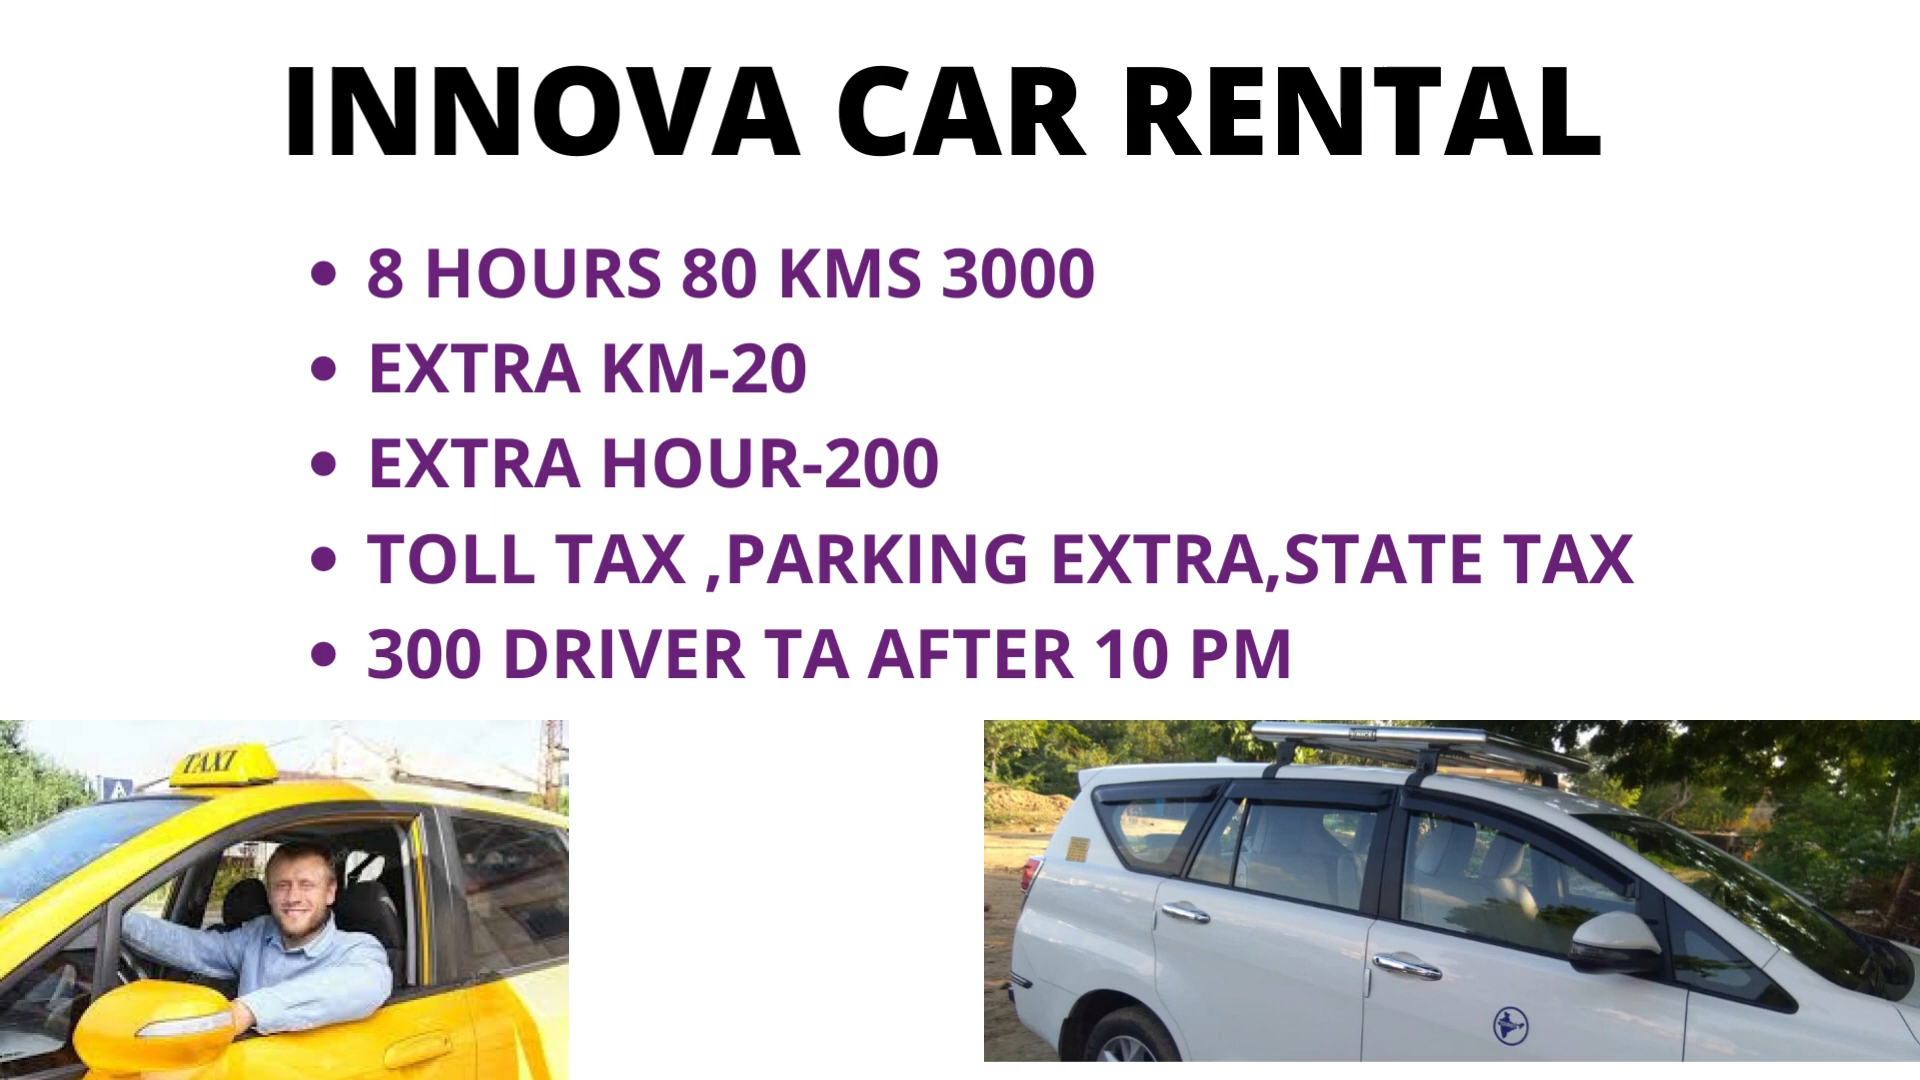 INNOVA CAR RENTAL
8 HOURS 80 KMS 3000
EXTRA KM-20
EXTRA HOUR-200
TOLL TAX ,PARKING EXTRA,STATE TAX
300 DRIVER TA AFTER 10 PM
TAXI